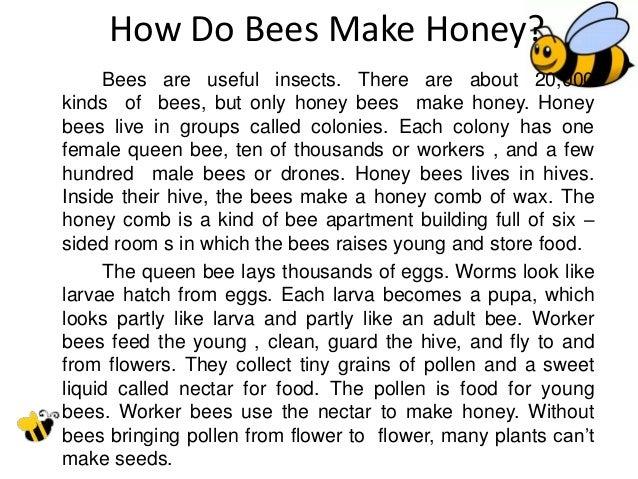 How Do Bees Make Honey?
Bees are useful insects. There are about 20,000
kinds of bees, but only honey bees make honey. Honey
bees live in groups called colonies. Each colony has one
female queen bee, ten of thousands or workers , and a few
hundred male bees or drones. Honey bees lives in hives.
Inside their hive, the bees make a honey comb of wax. The
honey comb is a kind of bee apartment building full of six –
sided room s in which the bees raises young and store food.
The queen bee lays thousands of eggs. Worms look like
larvae hatch from eggs. Each larva becomes a pupa, which
looks partly like larva and partly like an adult bee. Worker
bees feed the young , clean, guard the hive, and fly to and
from flowers. They collect tiny grains of pollen and a sweet
liquid called nectar for food. The pollen is food for young
bees. Worker bees use the nectar to make honey. Without
bees bringing pollen from flower to flower, many plants can’t
make seeds.